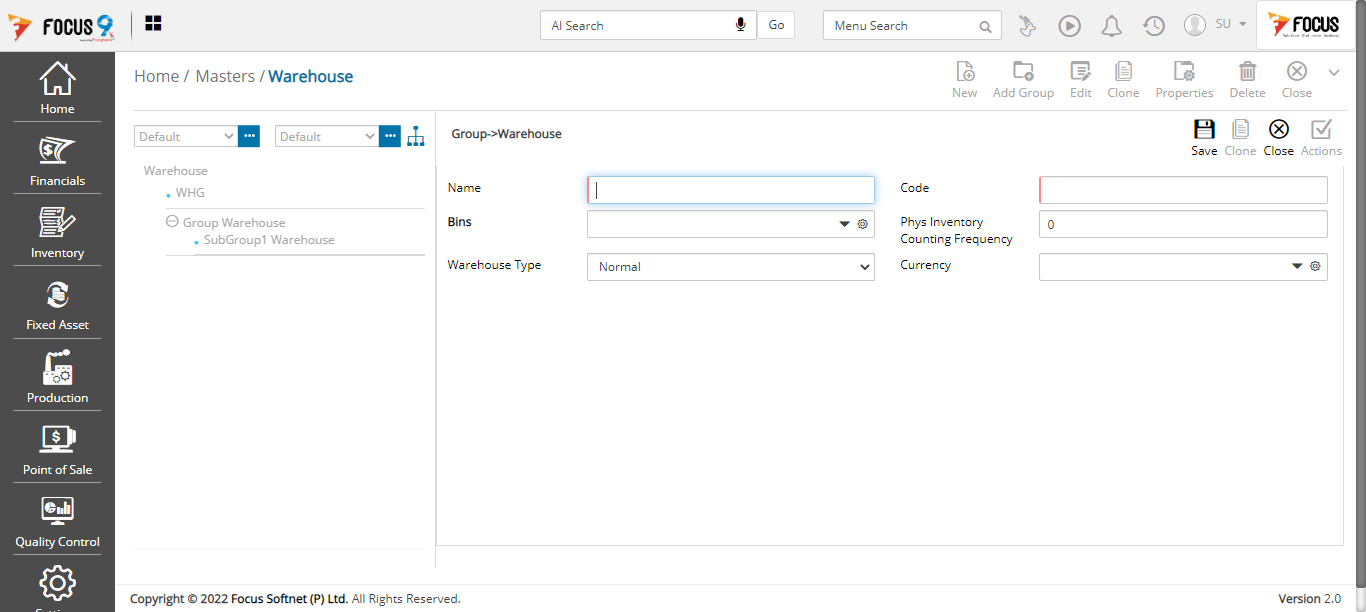 FOCUS 9
AI Search
Go
Menu Search
SU
FOCUS
Home
Financials
Inventory
Fixed Asset
Production
Point of Sale
Quality Control
Home / Masters / Warehouse
New
Add Group
Edit
Clone
Properties
Delete
Close
Default
Default
Warehouse
WHG
Group Warehouse
SubGroup1 Warehouse
Group->Warehouse
Save
Clone
Close
Actions
Name
Code
Bins
Phys Inventory
Counting Frequency
0
Warehouse Type
Normal
Currency
Copyright © 2022 Focus Softnet (P) Ltd. All Rights Reserved.
Version 2.0